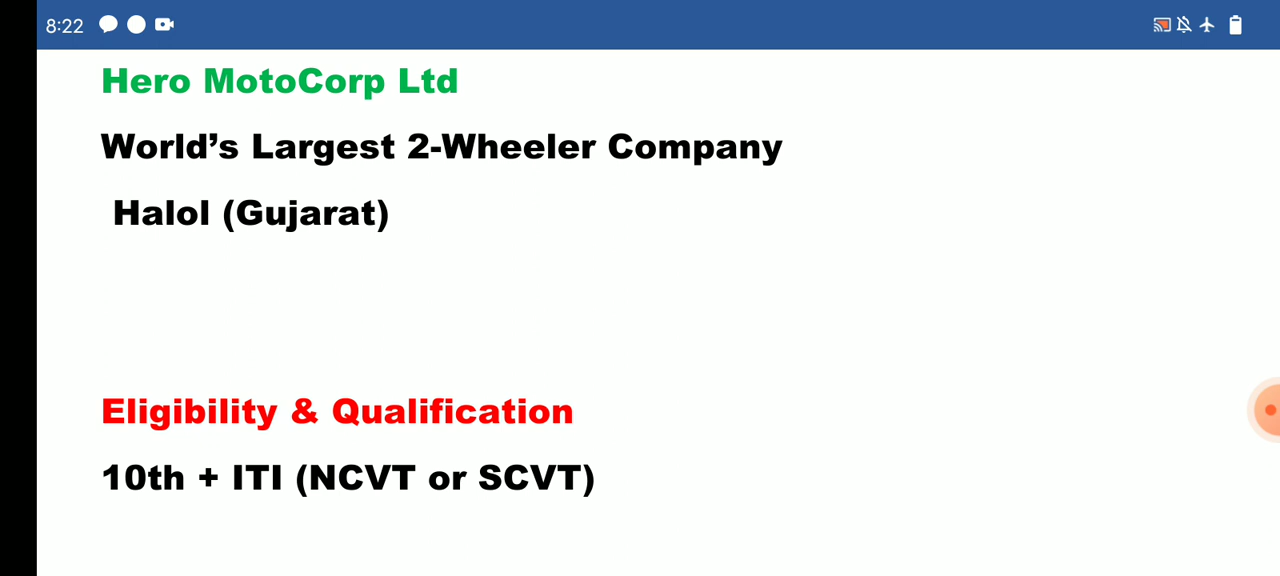 8:22
Hero MotoCorp Ltd
World’s Largest 2-Wheeler Company
Halol (Gujarat)
Eligibility & Qualification
10th + ITI (NCVT or SCVT)